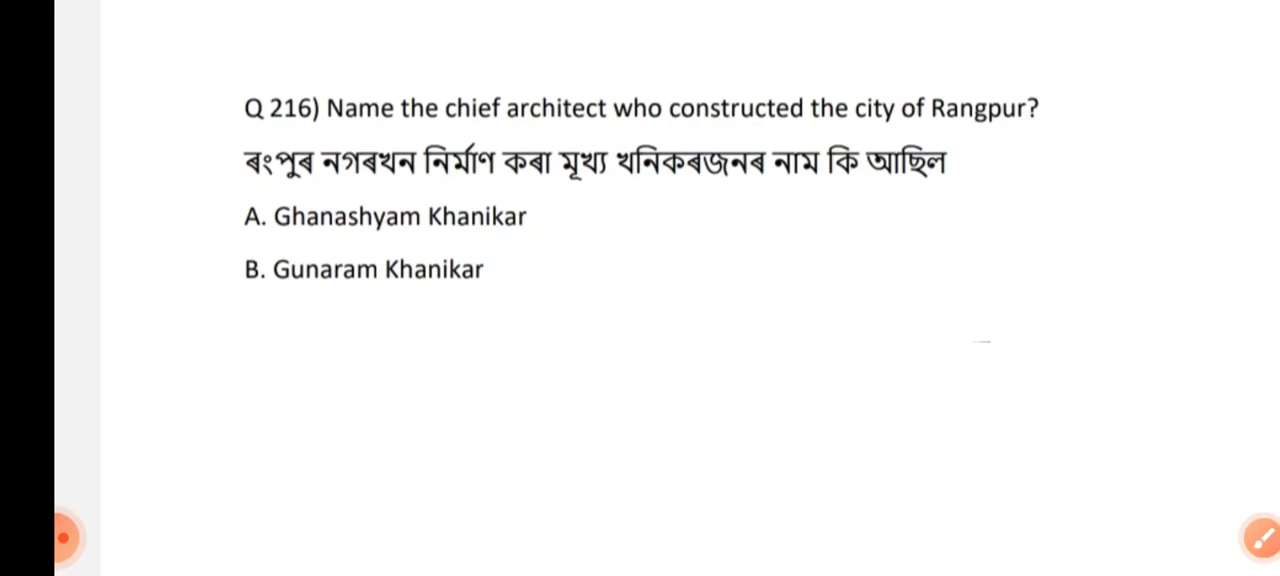 Q 216) Name the chief architect who constructed the city of Rangpur?
ৰংপুৰ নগৰখন নিৰ্মাণ কৰা মূখ্য খনিকৰজনৰ নাম কি আছিল
A. Ghanashyam Khanikar
B. Gunaram Khanikar